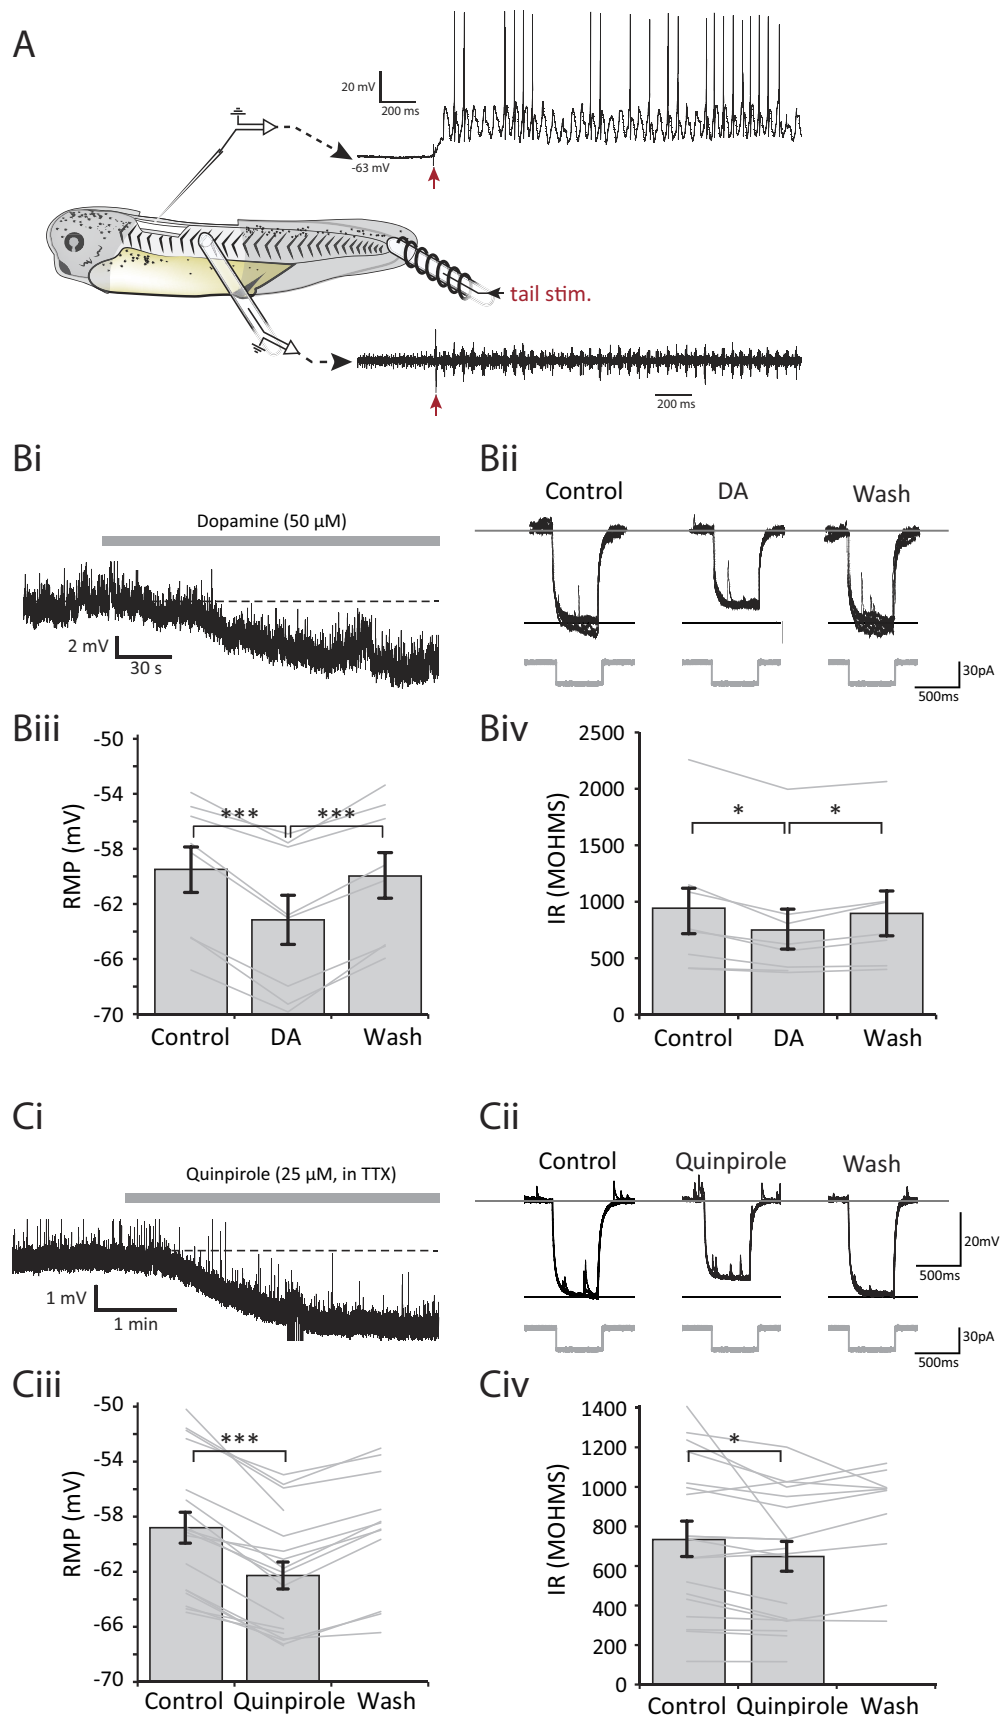 A
20 mV
200 ms
-63 mV
tail stim.
200 ms
Bi
Dopamine (50 µM)
2 mV
30 s
Bii
Control DA Wash
30pA
500ms
Biii
RMP (mV)
-50
-54
-58
-62
-66
-70
*** ***
Control DA Wash
Biv
IR (MOHMS)
2500
2000
1500
1000
500
0
* *
Control DA Wash
Ci
Quinpirole (25 µM, in TTX)
1 mV
1 min
Cii
Control Quinpirole Wash
20mV
500ms
30pA
500ms
Ciii
RMP (mV)
-50
-54
-58
-62
-66
-70
***
Control Quinpirole Wash
Civ
IR (MOHMS)
1400
1200
1000
800
600
400
200
0
*
Control Quinpirole Wash